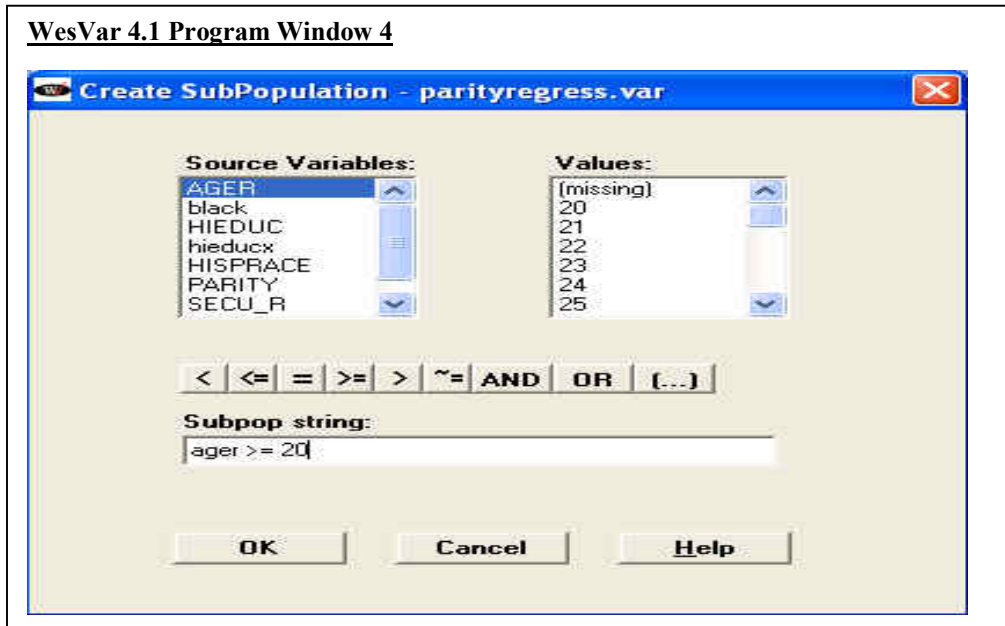 WesVar 4.1 Program Window 4
Create SubPopulation - parityregress.var
Source Variables:
AGER
black
HIEDUC
hieducx
HISPRACE
PARITY
SECU_R
Values:
(missing)
20
21
22
23
24
25
< <= = >= > ~= AND OR (...)
Subpop string:
ager >= 20
OK Cancel Help